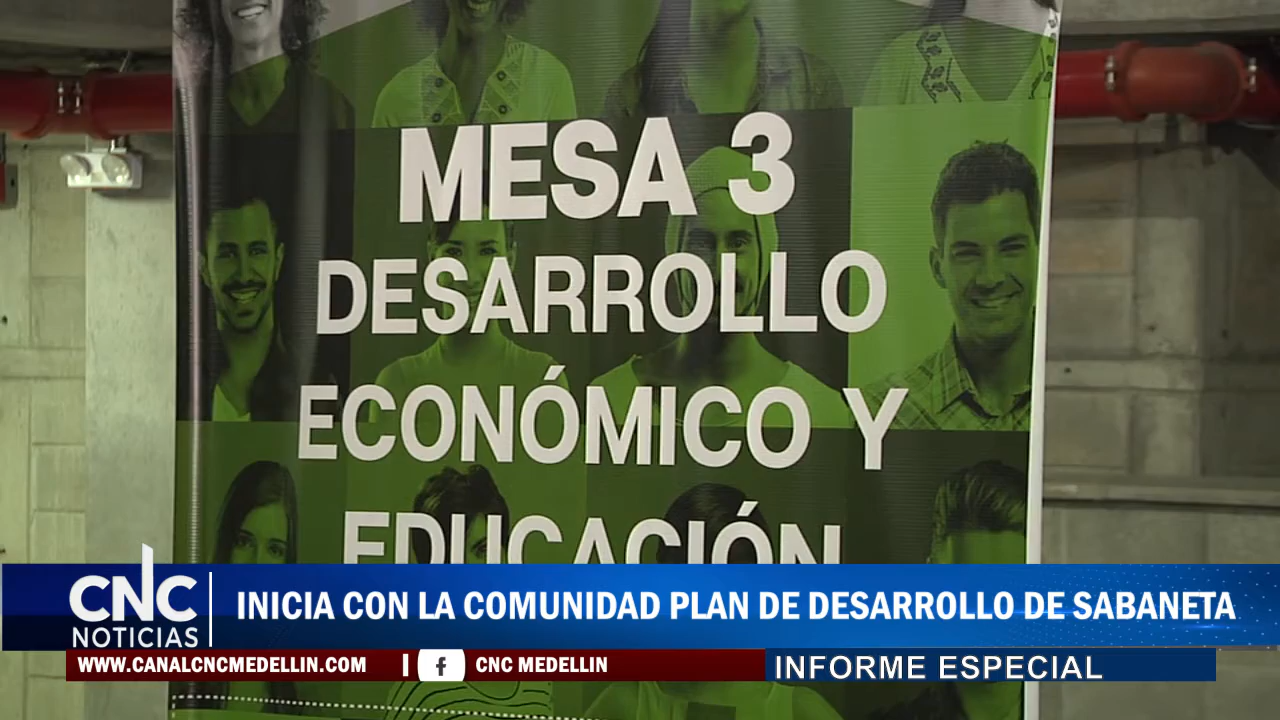 MESA 3
DESARROLLO
ECONÓMICO Y
EDUCACIÓN
CNC
NOTICIAS
INICIA CON LA COMUNIDAD PLAN DE DESARROLLO DE SABANETA
WWW.CANALCNCMEDELLIN.COM
CNC MEDELLIN
INFORME ESPECIAL